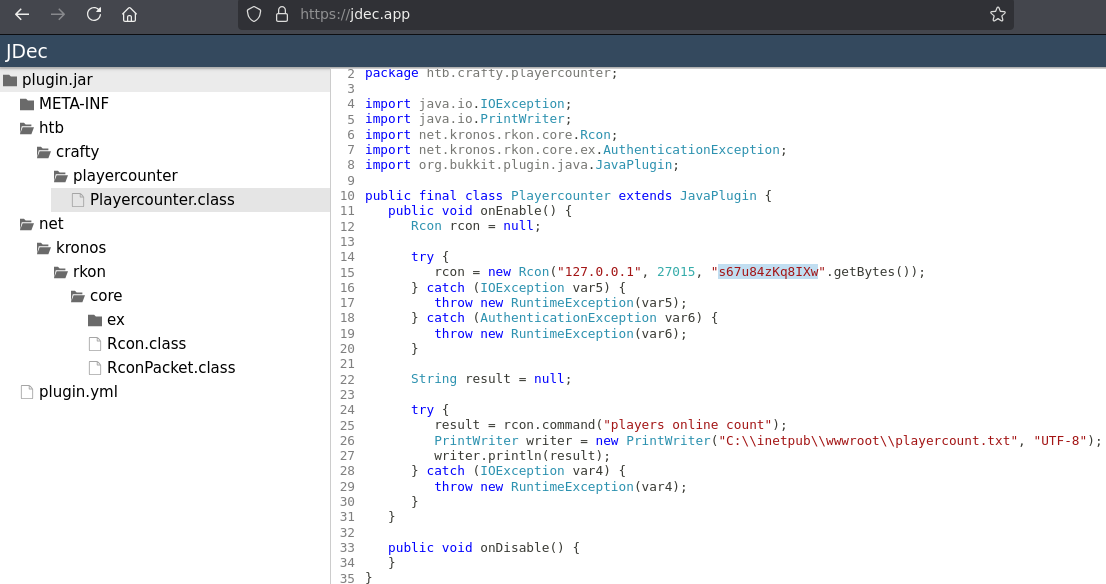 https://jdec.app
JDec
plugin.jar
META-INF
htb
crafty
playercounter
Playercounter.class
net
kronos
rkon
core
ex
Rcon.class
RconPacket.class
plugin.yml
2 package htb.crafty.playercounter;
3
4 import java.io.IOException;
5 import java.io.PrintWriter;
6 import net.kronos.rkon.core.Rcon;
7 import net.kronos.rkon.core.ex.AuthenticationException;
8 import org.bukkit.plugin.java.JavaPlugin;
9
10 public final class Playercounter extends JavaPlugin {
11    public void onEnable() {
12       Rcon rcon = null;
13
14       try {
15          rcon = new Rcon("127.0.0.1", 27015, "s67u84zKq8IXw".getBytes());
16       } catch (IOException var5) {
17          throw new RuntimeException(var5);
18       } catch (AuthenticationException var6) {
19          throw new RuntimeException(var6);
20       }
21
22       String result = null;
23
24       try {
25          result = rcon.command("players online count");
26          PrintWriter writer = new PrintWriter("C:\\inetpub\\wwwroot\\playercount.txt", "UTF-8");
27          writer.println(result);
28       } catch (IOException var4) {
29          throw new RuntimeException(var4);
30       }
31    }
32
33    public void onDisable() {
34    }
35 }